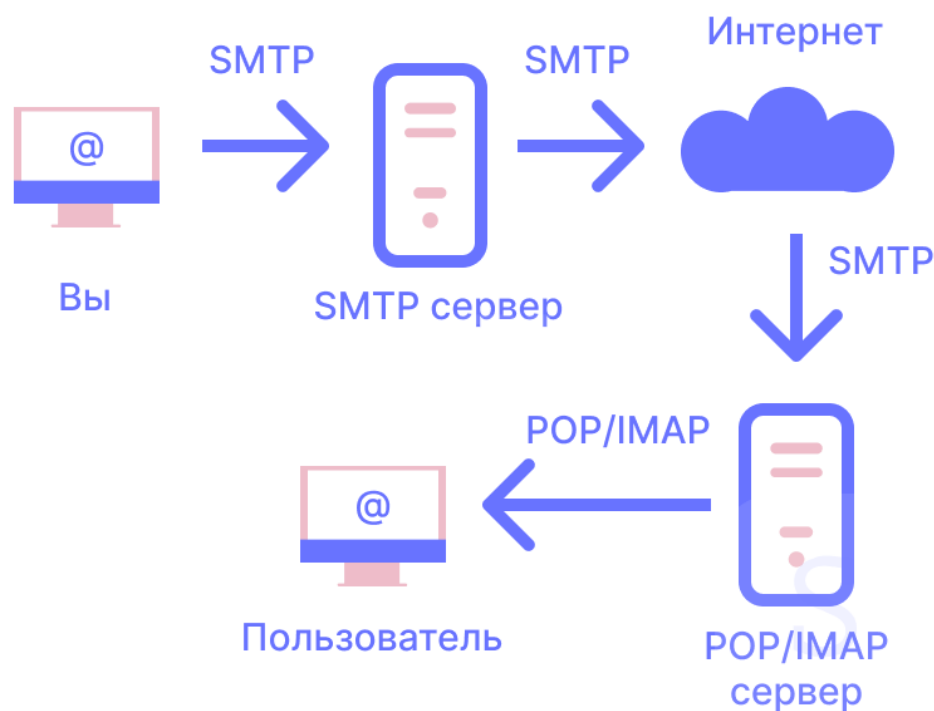 Интернет
SMTP
SMTP
@
Вы
SMTP сервер
SMTP
POP/IMAP
@
Пользователь
POP/IMAP
сервер